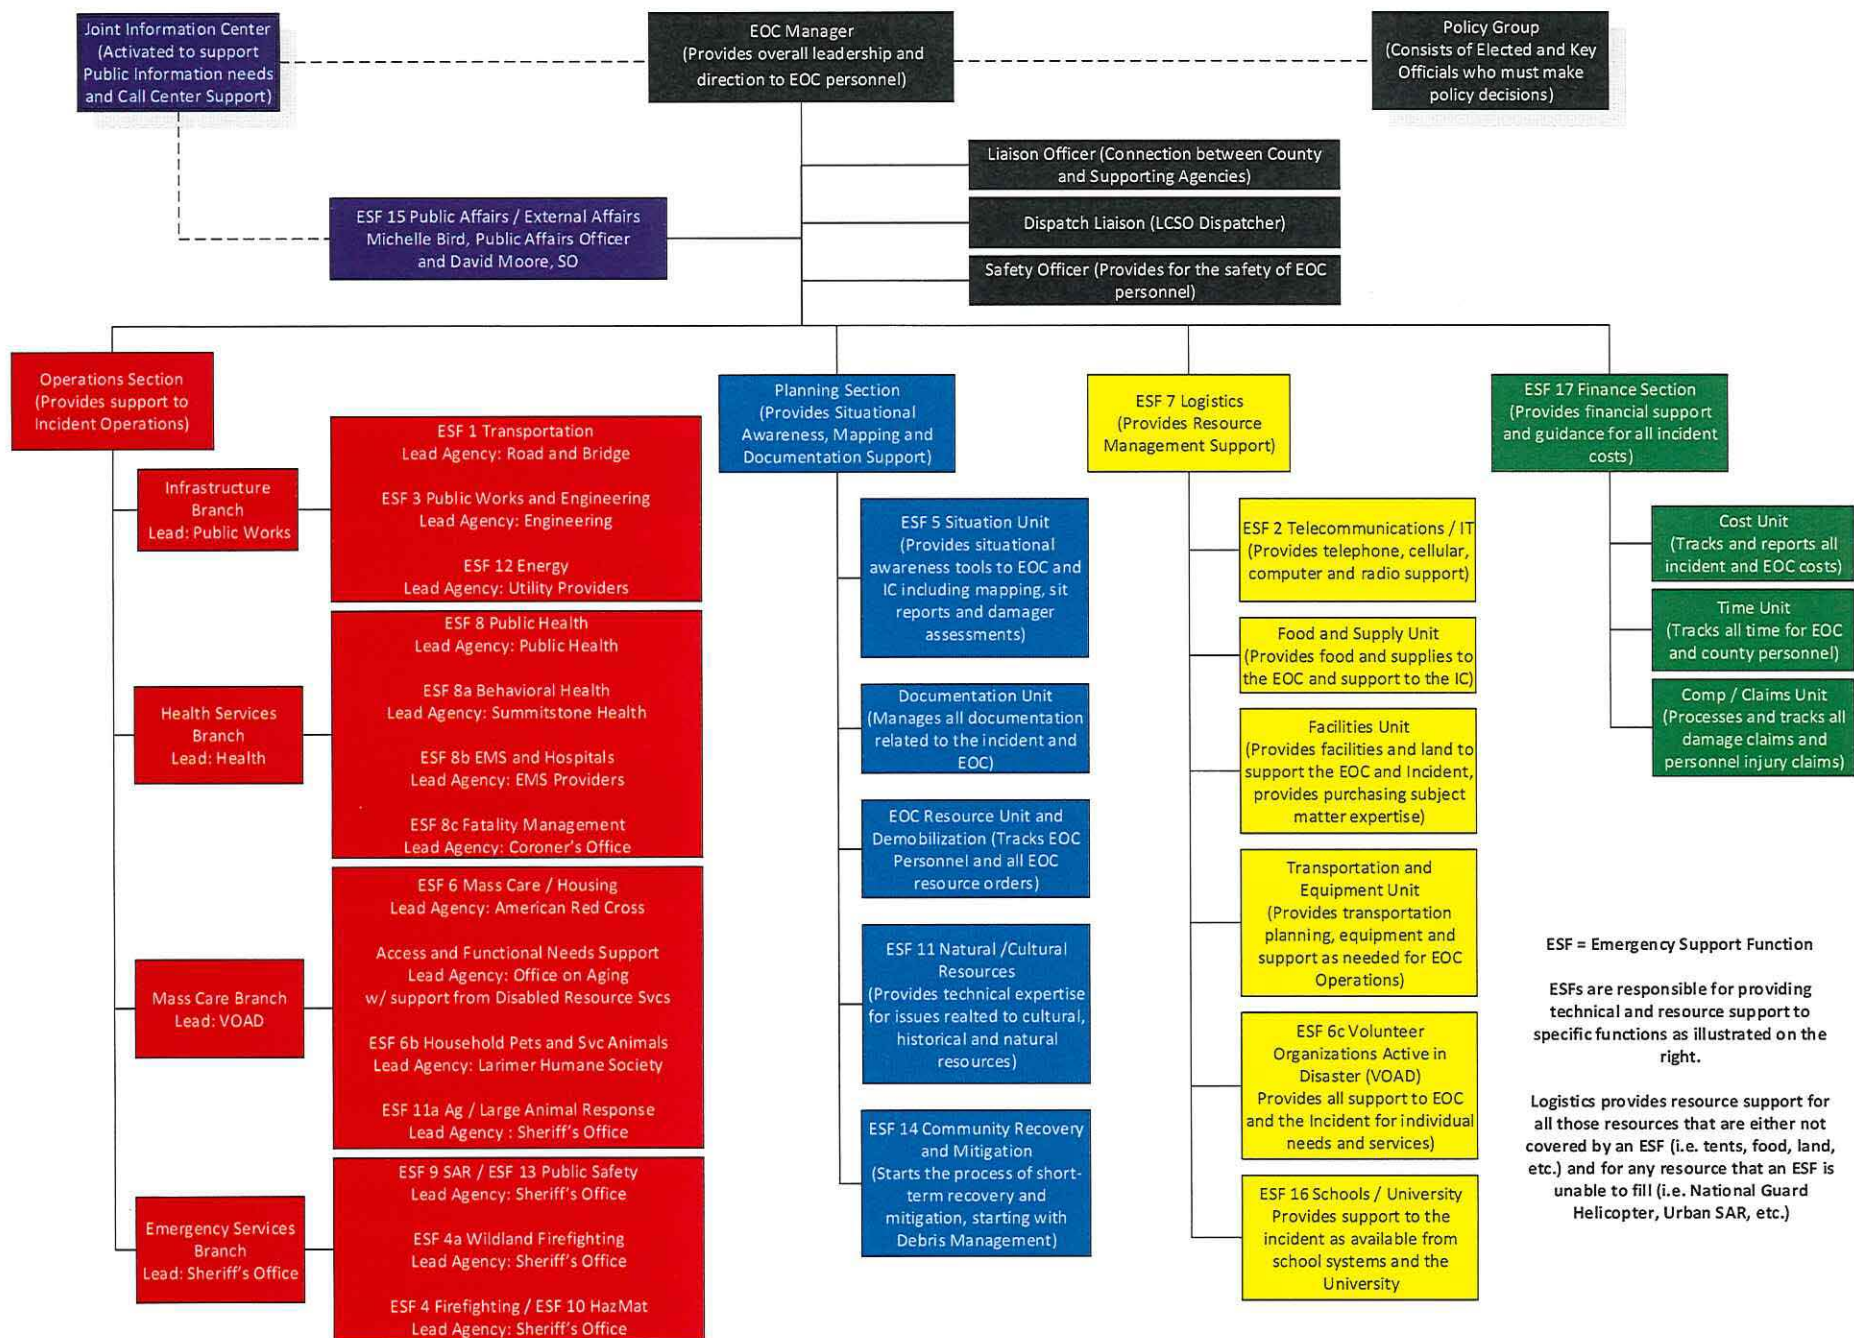 Joint Information Center
(Activated to support
Public Information needs
and Call Center Support)
EOC Manager
(Provides overall leadership and
direction to EOC personnel)
Policy Group
(Consists of Elected and Key
Officials who must make
policy decisions)
Liaison Officer (Connection between County
and Supporting Agencies)
ESF 15 Public Affairs / External Affairs
Michelle Bird, Public Affairs Officer
and David Moore, SO
Dispatch Liaison (LCSO Dispatcher)
Safety Officer (Provides for the safety of EOC
personnel)
Operations Section
(Provides support to
Incident Operations)
Infrastructure
Branch
Lead: Public Works
ESF 1 Transportation
Lead Agency: Road and Bridge
ESF 3 Public Works and Engineering
Lead Agency: Engineering
ESF 12 Energy
Lead Agency: Utility Providers
Health Services
Branch
Lead: Health
ESF 8 Public Health
Lead Agency: Public Health
ESF 8a Behavioral Health
Lead Agency: Summitstone Health
ESF 8b EMS and Hospitals
Lead Agency: EMS Providers
ESF 8c Fatality Management
Lead Agency: Coroner's Office
Mass Care Branch
Lead: VOAD
ESF 6 Mass Care / Housing
Lead Agency: American Red Cross
Access and Functional Needs Support
Lead Agency: Office on Aging
w/ support from Disabled Resource Svcs
ESF 6b Household Pets and Svc Animals
Lead Agency: Larimer Humane Society
ESF 11a Ag / Large Animal Response
Lead Agency : Sheriff's Office
Emergency Services
Branch
Lead: Sheriff's Office
ESF 9 SAR / ESF 13 Public Safety
Lead Agency: Sheriff's Office
ESF 4a Wildland Firefighting
Lead Agency: Sheriff's Office
ESF 4 Firefighting / ESF 10 HazMat
Lead Agency: Sheriff's Office
Planning Section
(Provides Situational
Awareness, Mapping and
Documentation Support)
ESF 5 Situation Unit
(Provides situational
awareness tools to EOC and
IC including mapping, sit
reports and damager
assessments)
Documentation Unit
(Manages all documentation
related to the incident and
EOC)
EOC Resource Unit and
Demobilization (Tracks EOC
Personnel and all EOC
resource orders)
ESF 11 Natural /Cultural
Resources
(Provides technical expertise
for issues realted to cultural,
historical and natural
resources)
ESF 14 Community Recovery
and Mitigation
(Starts the process of short-
term recovery and
mitigation, starting with
Debris Management)
ESF 7 Logistics
(Provides Resource
Management Support)
ESF 2 Telecommunications / IT
(Provides telephone, cellular,
computer and radio support)
Food and Supply Unit
(Provides food and supplies to
the EOC and support to the IC)
Facilities Unit
(Provides facilities and land to
support the EOC and Incident,
provides purchasing subject
matter expertise)
Transportation and
Equipment Unit
(Provides transportation
planning, equipment and
support as needed for EOC
Operations)
ESF 6c Volunteer
Organizations Active in
Disaster (VOAD)
Provides all support to EOC
and the Incident for individual
needs and services)
ESF 16 Schools / University
Provides support to the
incident as available from
school systems and the
University
ESF 17 Finance Section
(Provides financial support
and guidance for all incident
costs)
Cost Unit
(Tracks and reports all
incident and EOC costs)
Time Unit
(Tracks all time for EOC
and county personnel)
Comp / Claims Unit
(Processes and tracks all
damage claims and
personnel injury claims)
ESF = Emergency Support Function
ESFs are responsible for providing
technical and resource support to
specific functions as illustrated on the
right.
Logistics provides resource support for
all those resources that are either not
covered by an ESF (i.e. tents, food, land,
etc.) and for any resource that an ESF is
unable to fill (i.e. National Guard
Helicopter, Urban SAR, etc.)